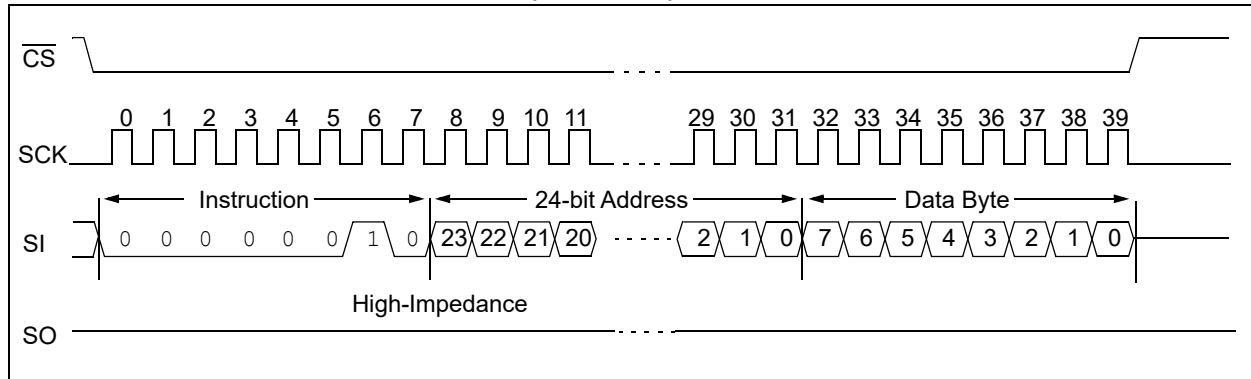 CS
0 1 2 3 4 5 6 7 8 9 10 11 29 30 31 32 33 34 35 36 37 38 39
SCK
Instruction 24-bit Address Data Byte
SI 0 0 0 0 0 0 1 0 23 22 21 20 2 1 0 7 6 5 4 3 2 1 0
High-Impedance
SO